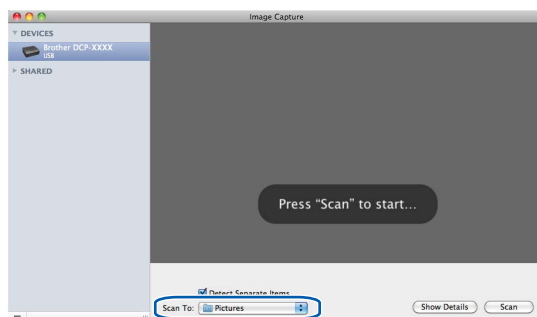 Image Capture
DEVICES
Brother DCP-XXXX
USB
SHARED
Press “Scan” to start...
Detect Separate Items
Scan To: Pictures
Show Details
Scan